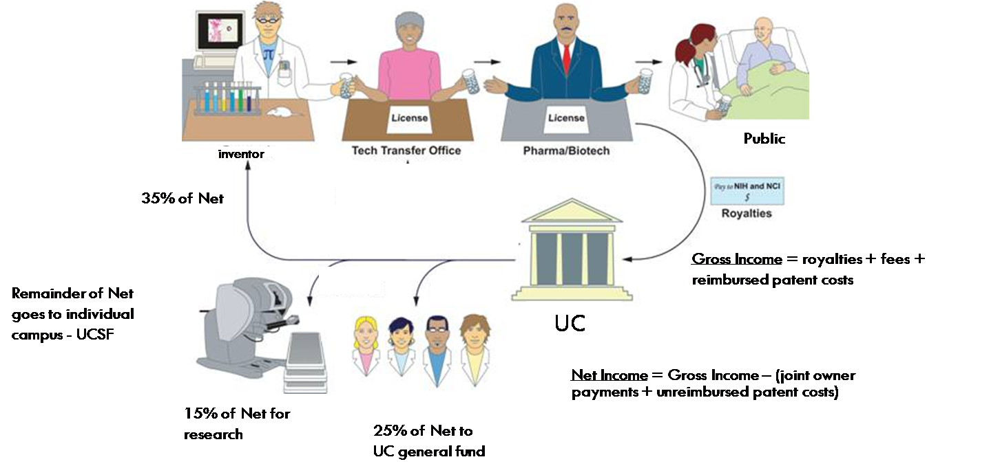 π
License
License
inventor
Tech Transfer Office
Pharma/Biotech
Public
35% of Net
Pay to NIH and NCI
$
Royalties
Gross Income = royalties + fees +
reimbursed patent costs
Remainder of Net
goes to individual
campus - UCSF
UC
Net Income = Gross Income – (joint owner
payments + unreimbursed patent costs)
15% of Net for
research
25% of Net to
UC general fund